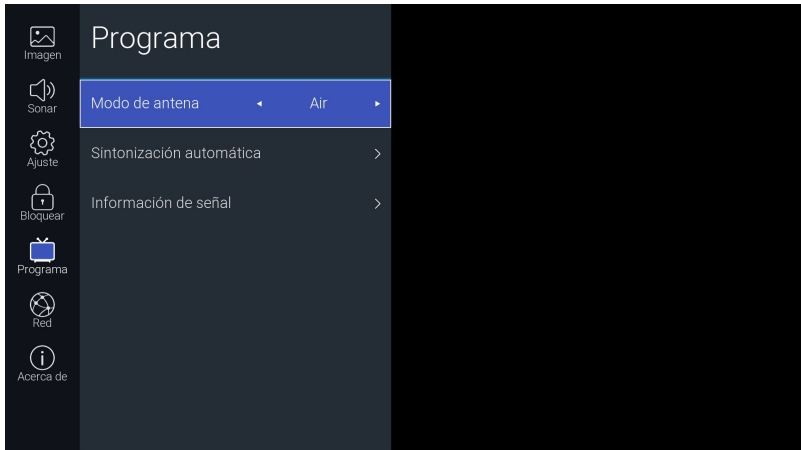 Programa
Imagen
Sonar
Ajuste
Bloquear
Programa
Red
Acerca de
Modo de antena Air
Sintonización automática
Información de señal